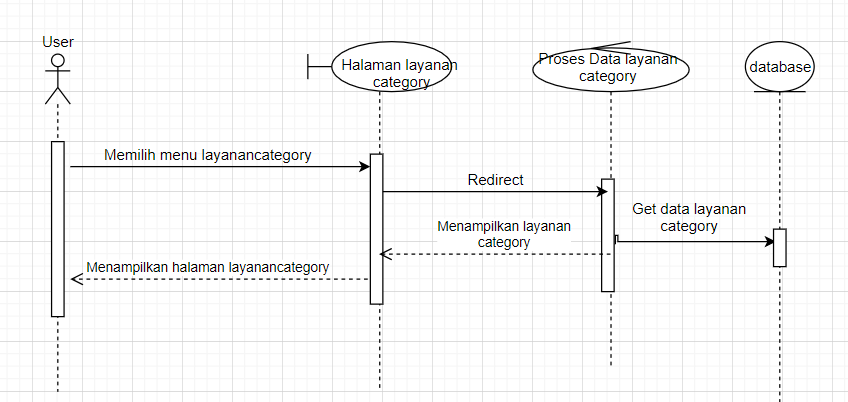 User
Halaman layanan
category
Proses Data layanan
category
database
Memilih menu layanancategory
Redirect
Get data layanan
category
Menampilkan layanan
category
Menampilkan halaman layanancategory